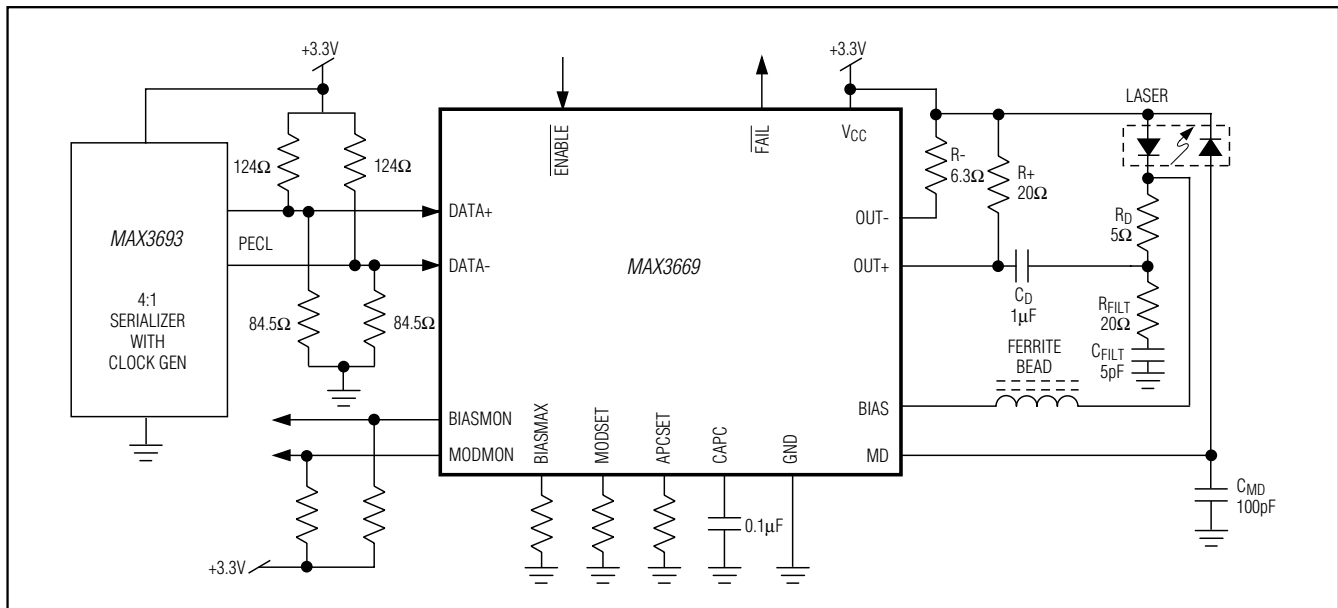 +3.3V
+3.3V
LASER
124Ω
124Ω
ENABLE
FAIL
VCC
R-
6.3Ω
R+
20Ω
MAX3693
4:1
SERIALIZER
WITH
CLOCK GEN
PECL
DATA+
DATA-
MAX3669
OUT-
OUT+
RD
5Ω
CD
1µF
RFILT
20Ω
CFILT
5pF
84.5Ω
84.5Ω
FERRITE
BEAD
BIASMON
MODMON
BIASMAX
MODSET
APCSET
CAPC
GND
BIAS
MD
CMD
100pF
0.1µF
+3.3V